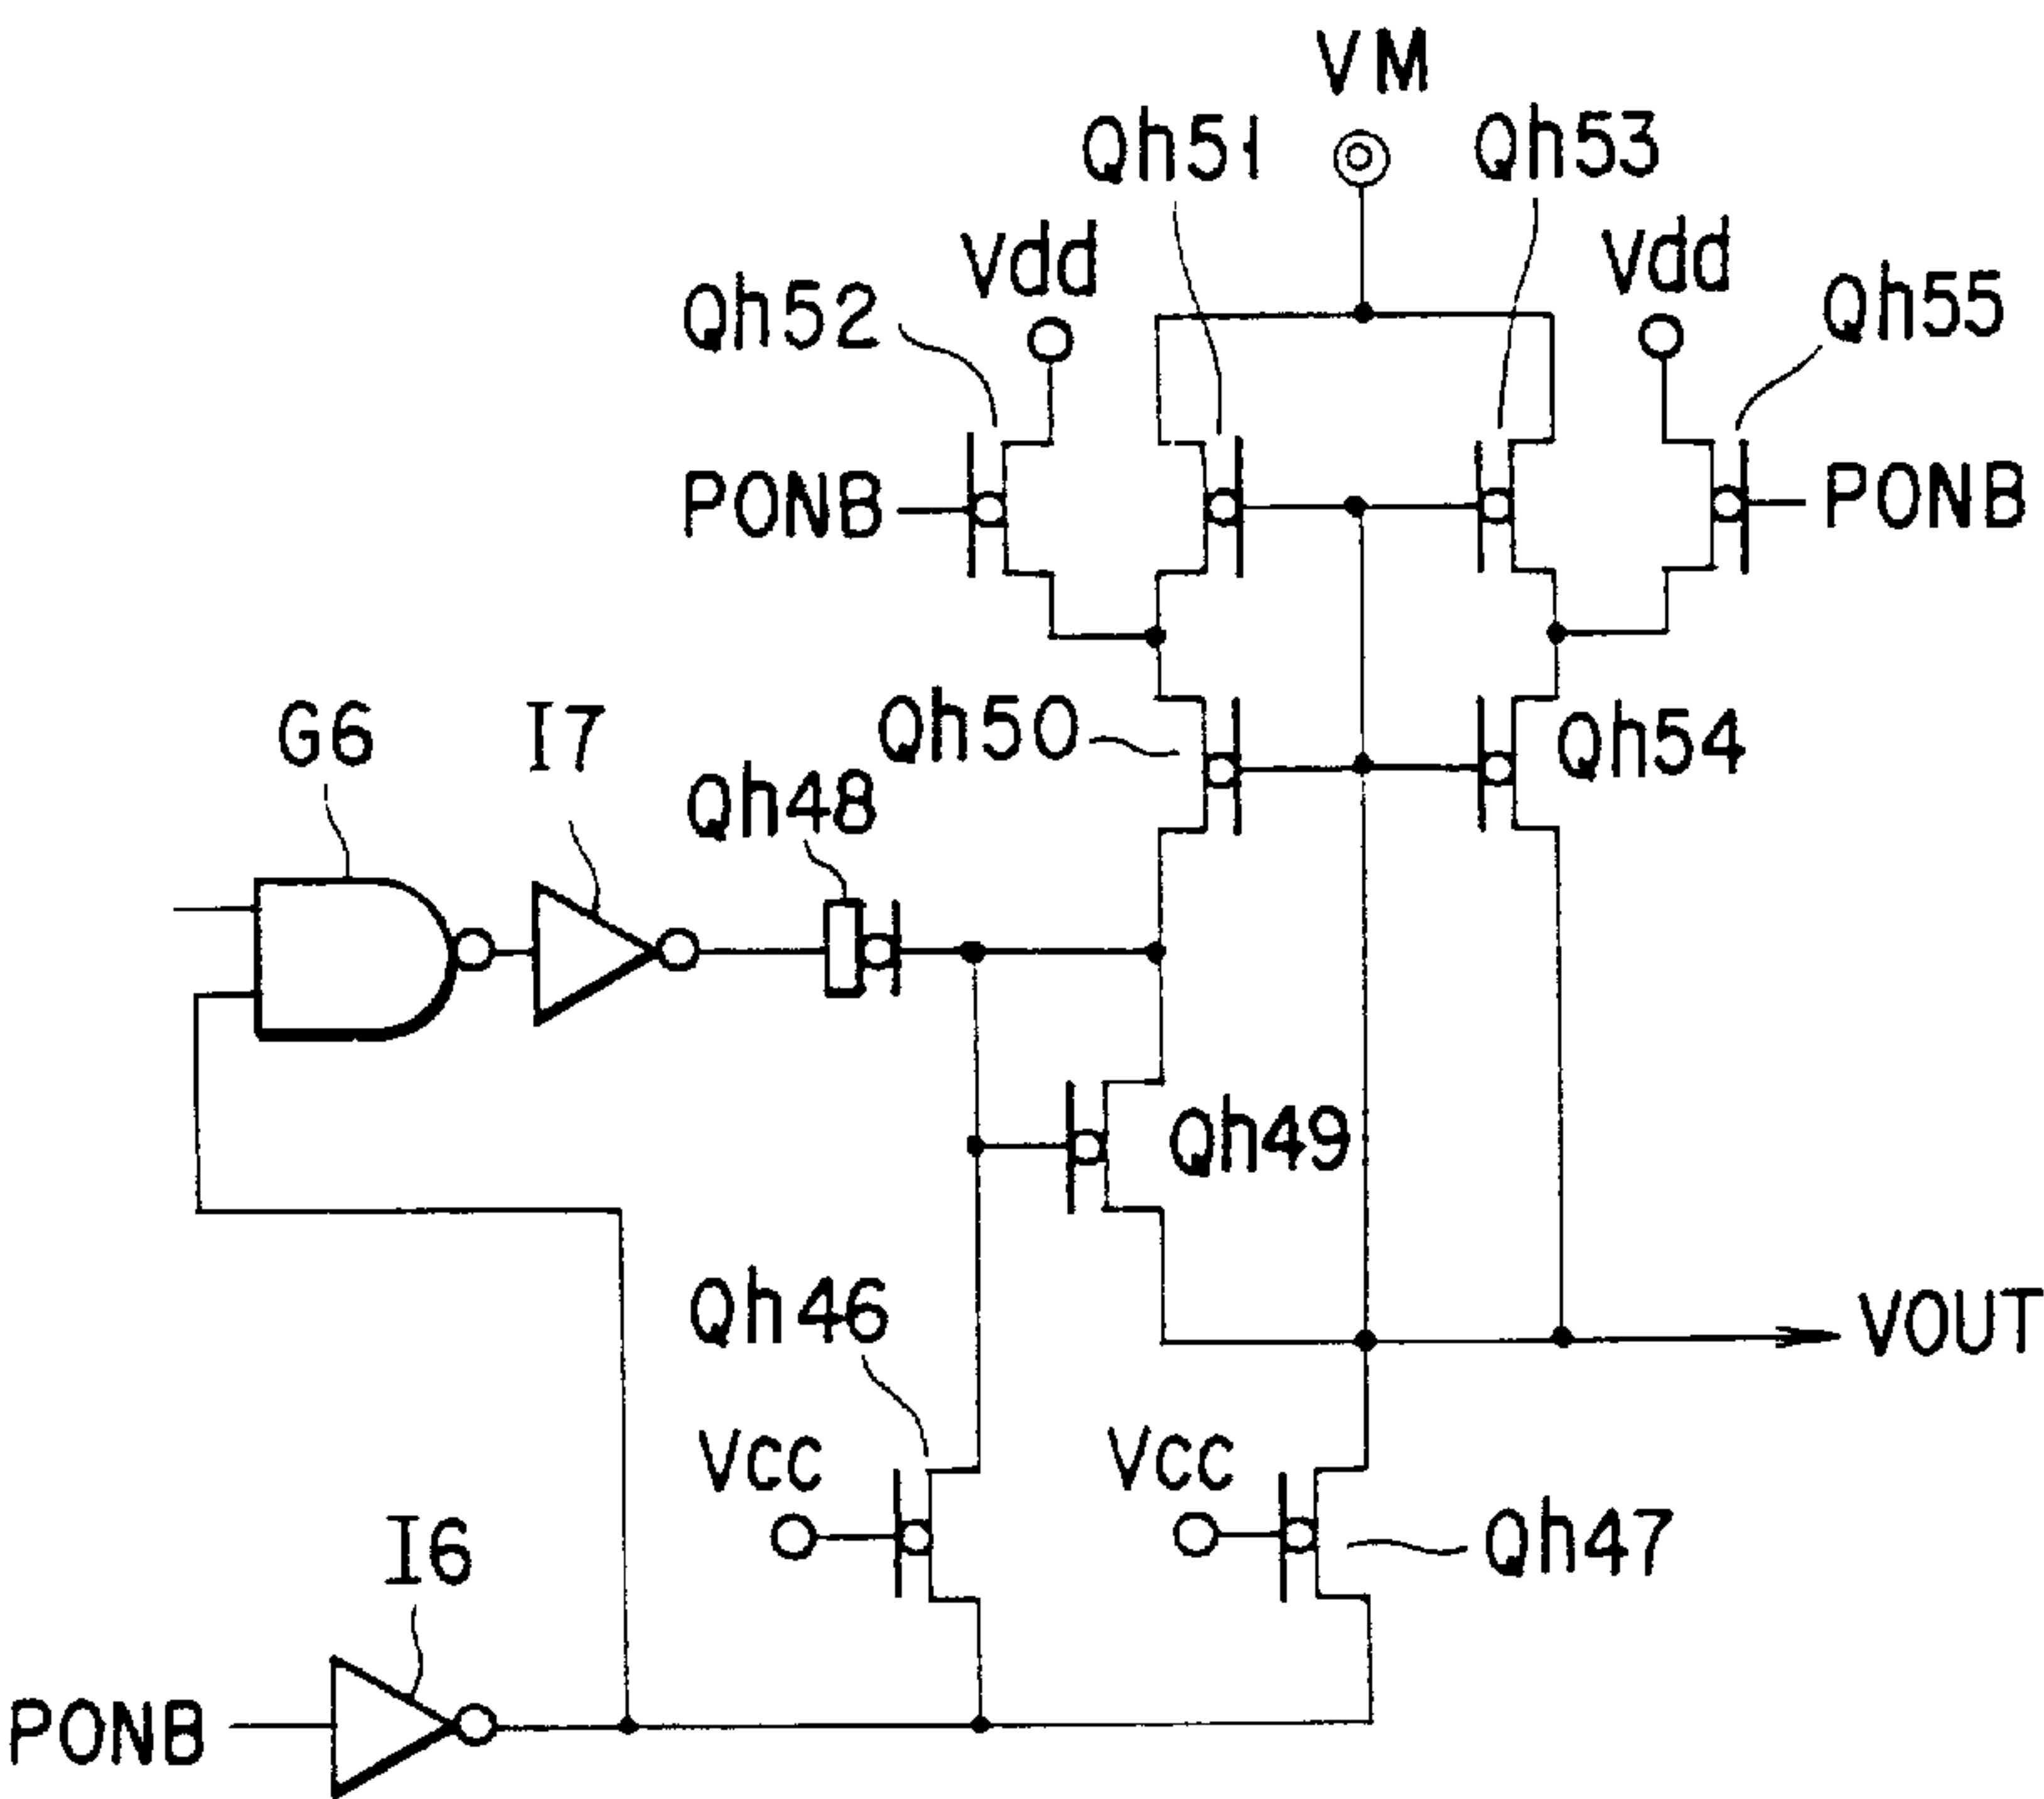 VM
Qh51
Qh53
Vdd
Vdd
Qh52
Qh55
PONB
PONB
G6
I7
Qh50
Qh54
Qh48
Qh49
Qh46
VOUT
Vcc
Vcc
I6
Qh47
PONB